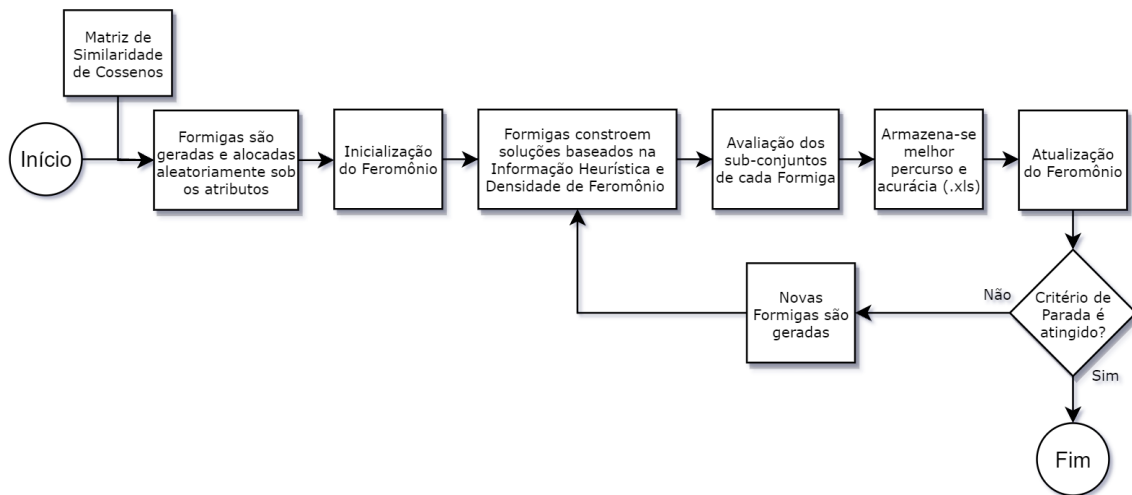 Matriz de
Similaridade
de Cossenos
Início
Formigas são
geradas e alocadas
aleatoriamente sob
os atributos
Inicialização
do Feromônio
Formigas constroem
soluções baseados na
Informação Heurística e
Densidade de Feromônio
Avaliação dos
sub-conjuntos
de cada Formiga
Armazena-se
melhor
percurso e
acurácia (.xls)
Atualização
do Feromônio
Critério de
Parada é
atingido?
Não
Novas
Formigas são
geradas
Sim
Fim